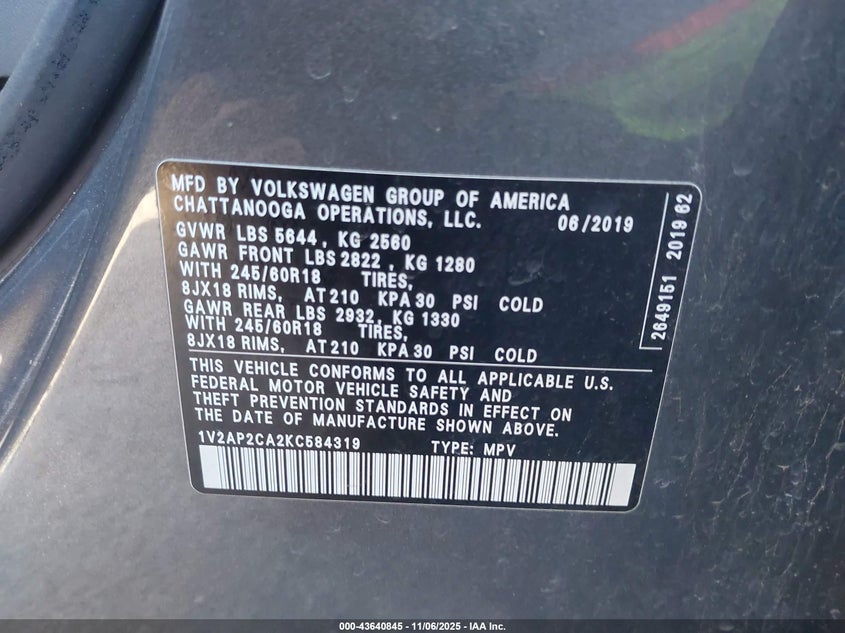 MFD BY VOLKSWAGEN GROUP OF AMERICA
CHATTANOOGA OPERATIONS, LLC. 06/2019
GVWR LBS 5644, KG 2560
GAWR FRONT LBS 2822, KG 1280
WITH 245/60R18 TIRES,
8JX18 RIMS, AT 210 KPA 30 PSI COLD
GAWR REAR LBS 2932, KG 1330
WITH 245/60R18 TIRES,
8JX18 RIMS, AT 210 KPA 30 PSI COLD
THIS VEHICLE CONFORMS TO ALL APPLICABLE U.S.
FEDERAL MOTOR VEHICLE SAFETY AND
THEFT PREVENTION STANDARDS IN EFFECT ON
THE DATE OF MANUFACTURE SHOWN ABOVE.
1V2AP2CA2KC584319 TYPE: MPV
2649151 2019 62
000-43640845 - 11/06/2025 - IAA Inc.